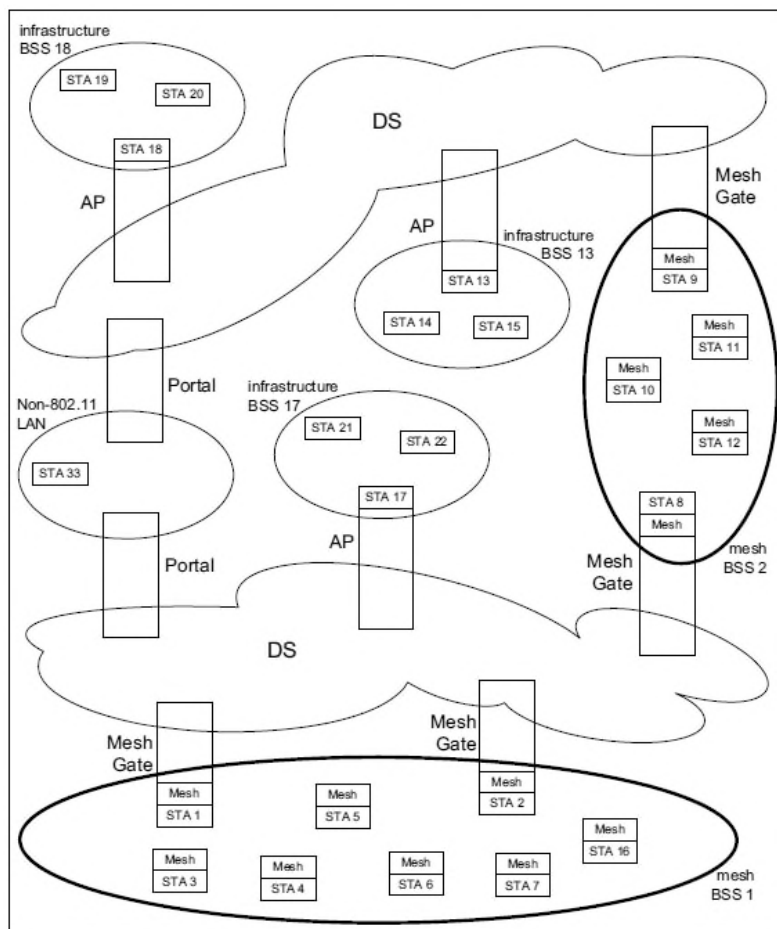 infrastructure
BSS 18
STA 19
STA 20
DS
STA 18
AP
Mesh
Gate
AP
infrastructure
BSS 13
STA 13
Mesh
STA 9
STA 14
STA 15
Mesh
STA 11
Mesh
STA 10
Portal
infrastructure
BSS 17
Non-802.11
LAN
STA 21
STA 22
Mesh
STA 12
STA 33
STA 17
STA 8
Mesh
AP
mesh
BSS 2
Mesh
Gate
Portal
DS
Mesh
Gate
Mesh
Gate
Mesh
STA 1
Mesh
STA 5
Mesh
STA 2
Mesh
STA 16
Mesh
STA 3
Mesh
STA 4
Mesh
STA 6
Mesh
STA 7
mesh
BSS 1